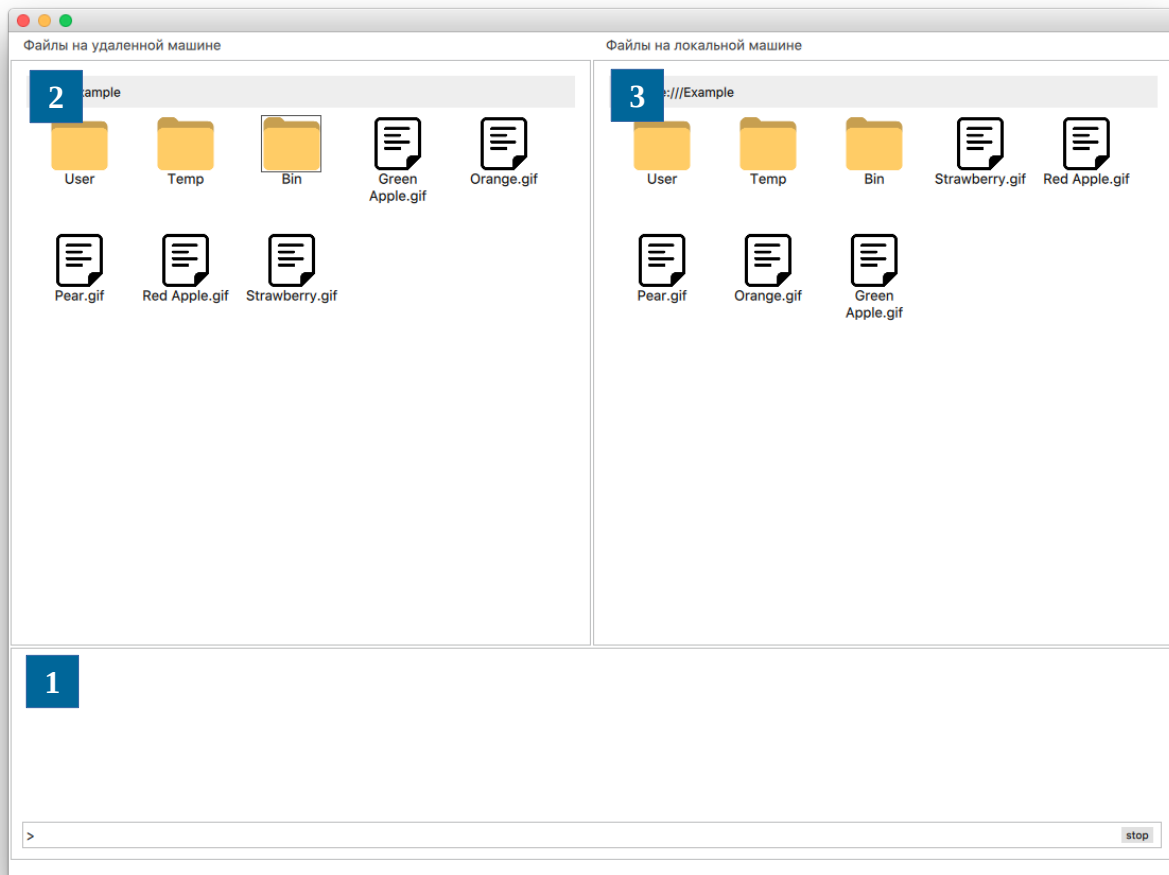 Файлы на удаленной машине
Файлы на локальной машине
2
ample
3
e:///Example
User
Temp
Bin
Green
Apple.gif
Orange.gif
Pear.gif
Red Apple.gif
Strawberry.gif
User
Temp
Bin
Strawberry.gif
Red Apple.gif
Pear.gif
Orange.gif
Green
Apple.gif
1
>
stop